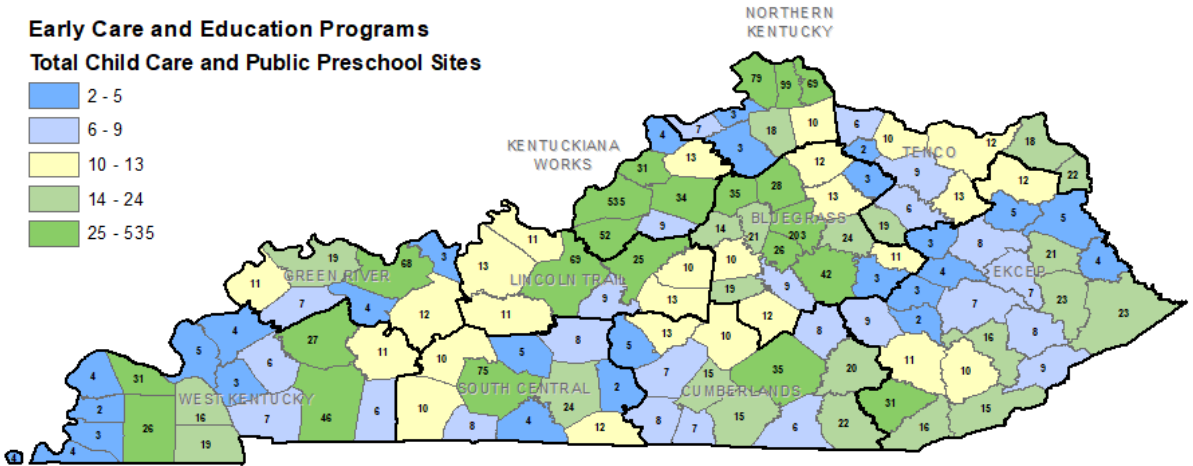 Early Care and Education Programs
Total Child Care and Public Preschool Sites
2 - 5
6 - 9
10 - 13
14 - 24
25 - 535
NORTHERN
KENTUCKY
79 99 69
3
6
4 7 18 10 10 12 18
KENTUCKIANA
WORKS
3 2 TENCO
13 12 9 22
31 3 12
535 34 35 28 13 6 13 5 5
BLUEGRASS
52 9 14 21 203 24 19 3 8 21
11 69 25 26 11 EKCEP 4
19 68 3 13 LINCOLN TRAIL 10 10 42 3 4
GREEN RIVER
11 7 4 9 13 19 9 3 7 7 23 23
12 11 12 8 9 2 16 8
4 27 13 10
5 6 11 10 5 8 5 11 10 9
4 31 3 75 7 15 35 20
WEST KENTUCKY SOUTH CENTRAL 2 CUMBERLANDS
2 26 16 7 46 6 10 24 15 31 15
3 19 8 4 12 8 7 6 22 16
4 4